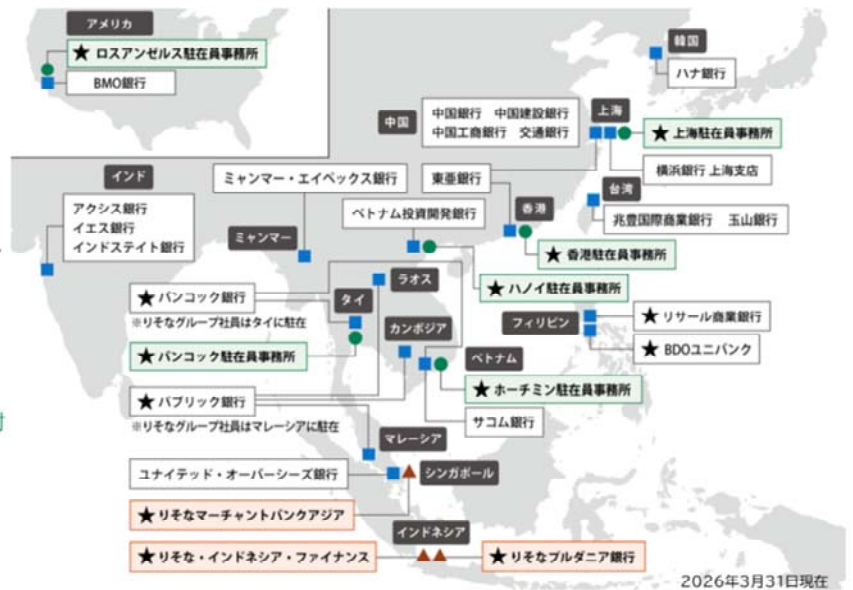 アメリカ
★ ロスアンゼルス駐在員事務所
BMO銀行
韓国
ハナ銀行
中国
中国銀行 中国建設銀行
中国工商銀行 交通銀行
上海
★ 上海駐在員事務所
横浜銀行 上海支店
インド
アクシス銀行
イエス銀行
インドステイト銀行
ミャンマー・エイペックス銀行
東亜銀行
台湾
兆豊国際商業銀行 玉山銀行
ベトナム投資開発銀行
香港
ミャンマー
★ 香港駐在員事務所
★ ハノイ駐在員事務所
ラオス
★ バンコック銀行
※りそなグループ社員はタイに駐在
タイ
★ バンコック駐在員事務所
カンボジア
フィリピン
★ リサール商業銀行
★ BDOユニバンク
ベトナム
★ ホーチミン駐在員事務所
★ パブリック銀行
※りそなグループ社員はマレーシアに駐在
サコム銀行
マレーシア
ユナイテッド・オーバーシーズ銀行
シンガポール
★ りそなマーチャントバンクアジア
インドネシア
★ りそな・インドネシア・ファイナンス
★ りそなプルダニア銀行
2026年3月31日現在